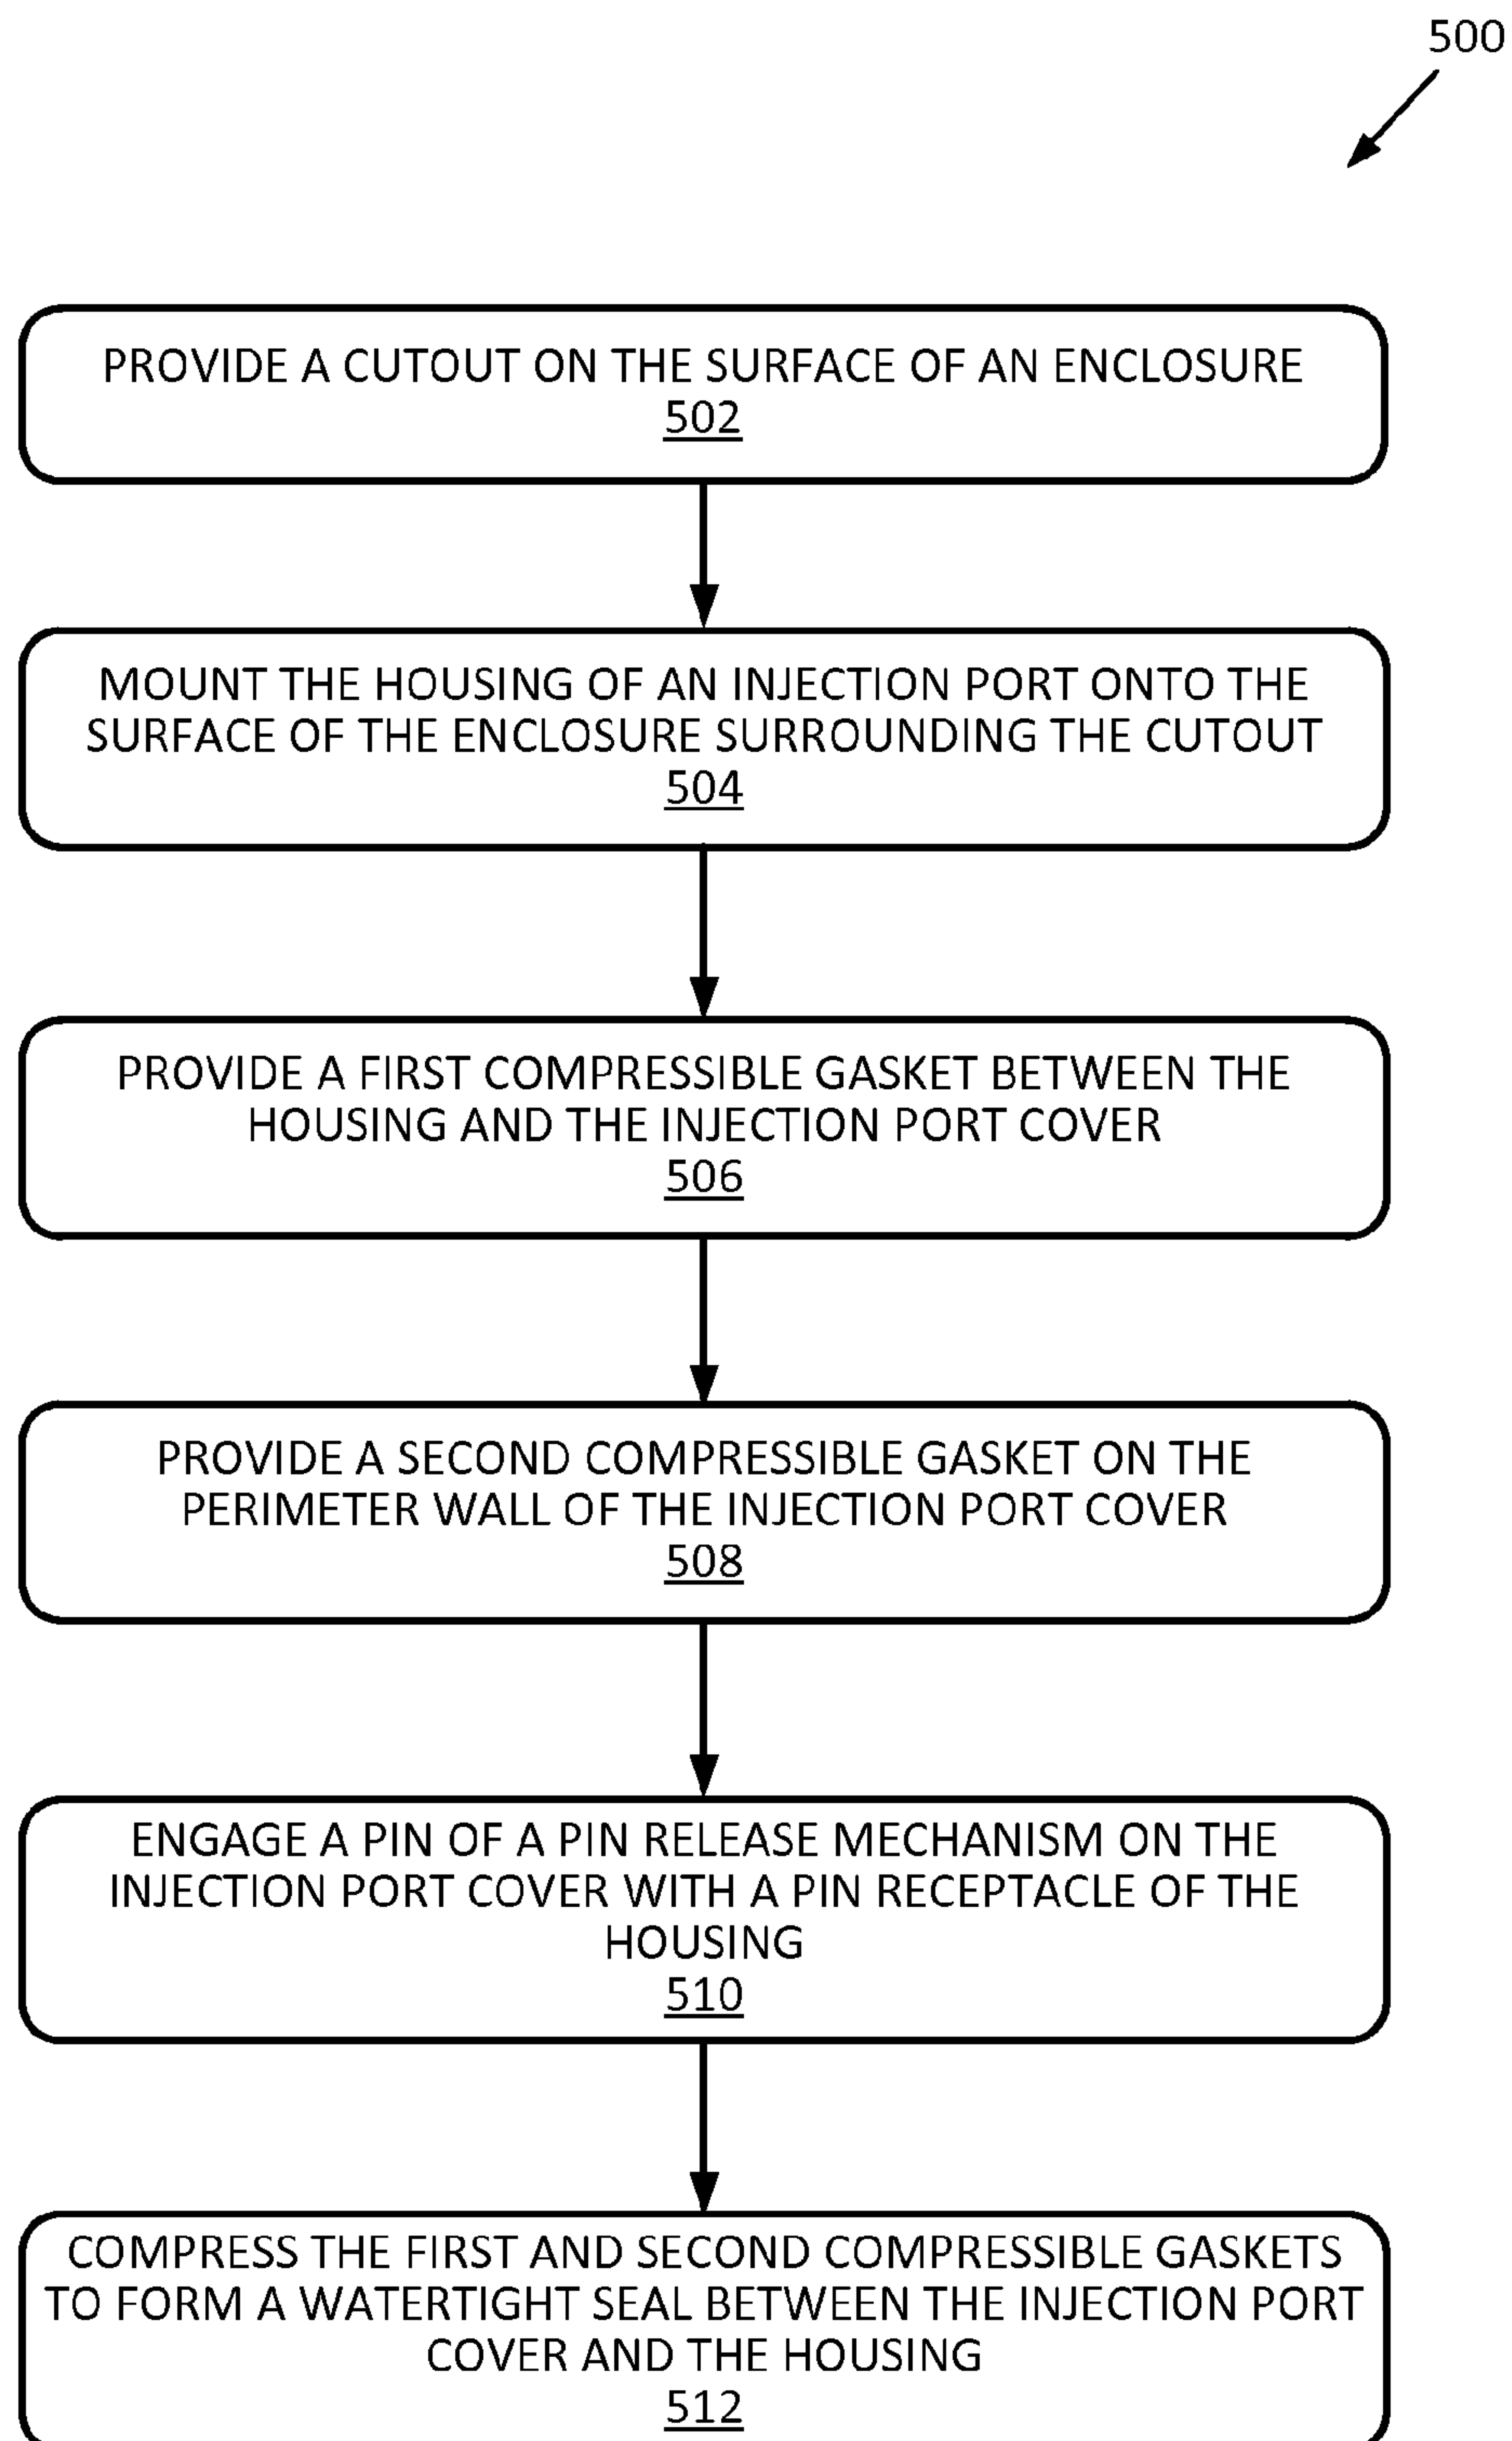 500
PROVIDE A CUTOUT ON THE SURFACE OF AN ENCLOSURE
502
MOUNT THE HOUSING OF AN INJECTION PORT ONTO THE
SURFACE OF THE ENCLOSURE SURROUNDING THE CUTOUT
504
PROVIDE A FIRST COMPRESSIBLE GASKET BETWEEN THE
HOUSING AND THE INJECTION PORT COVER
506
PROVIDE A SECOND COMPRESSIBLE GASKET ON THE
PERIMETER WALL OF THE INJECTION PORT COVER
508
ENGAGE A PIN OF A PIN RELEASE MECHANISM ON THE
INJECTION PORT COVER WITH A PIN RECEPTACLE OF THE
HOUSING
510
COMPRESS THE FIRST AND SECOND COMPRESSIBLE GASKETS
TO FORM A WATERTIGHT SEAL BETWEEN THE INJECTION PORT
COVER AND THE HOUSING
512